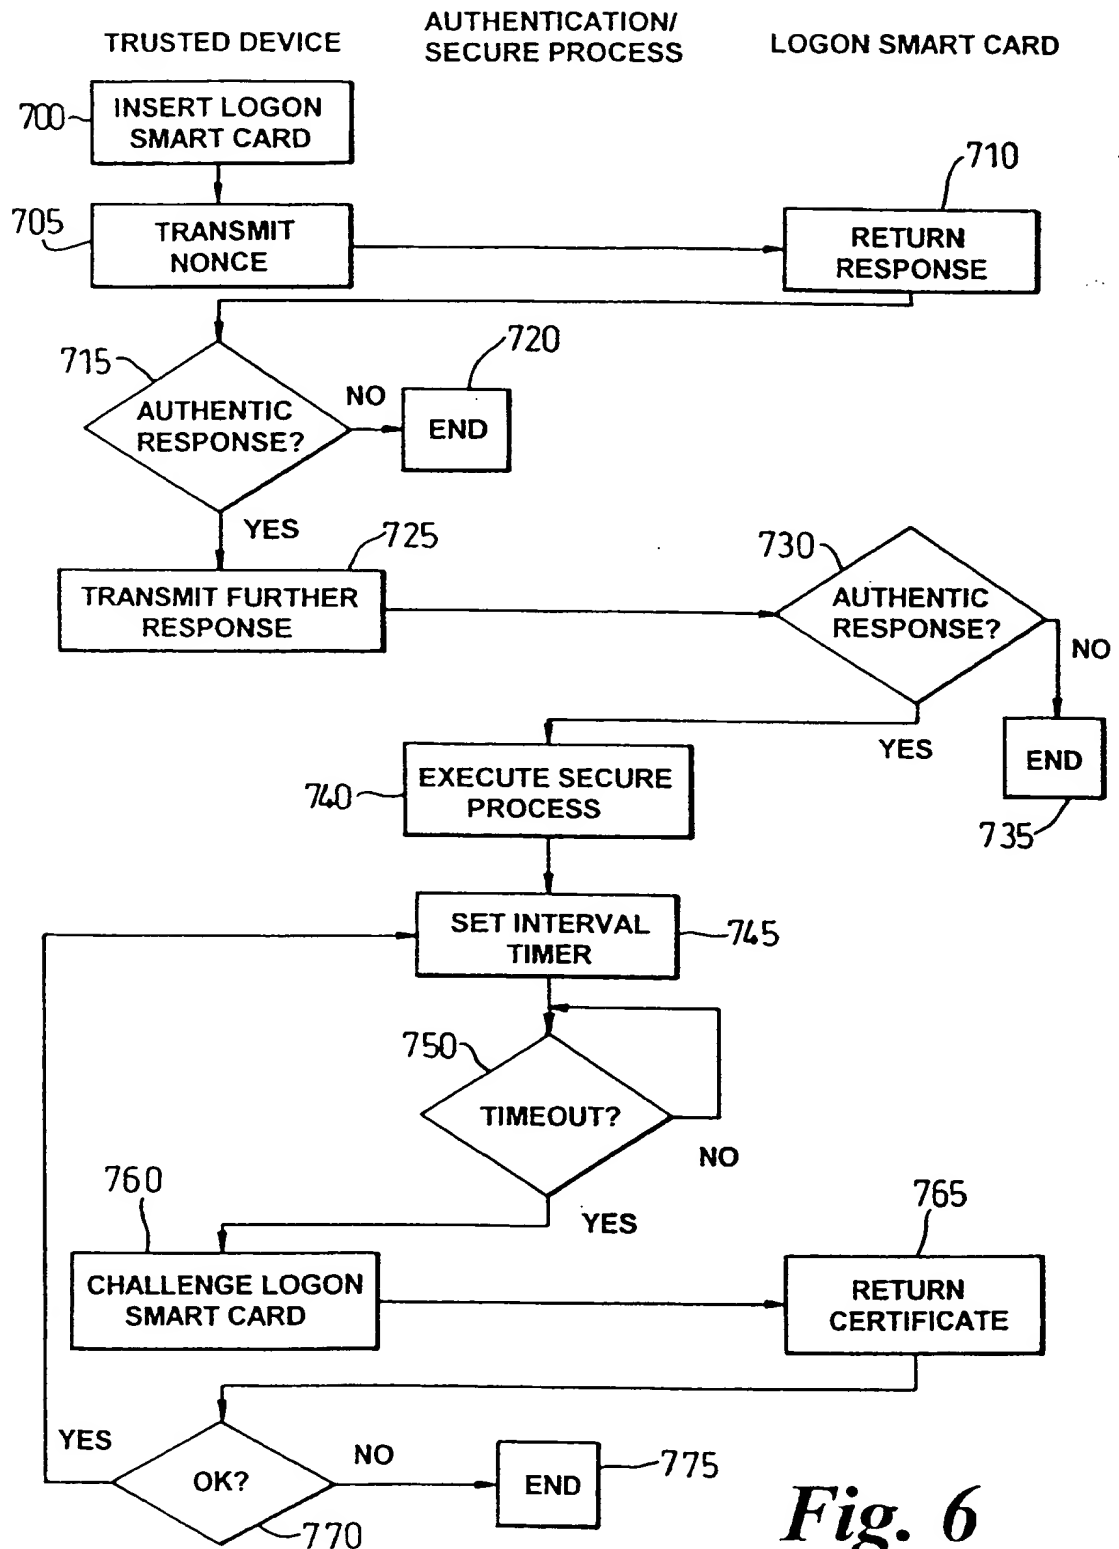 TRUSTED DEVICE
AUTHENTICATION/
SECURE PROCESS
LOGON SMART CARD
700
INSERT LOGON
SMART CARD
705
TRANSMIT
NONCE
710
RETURN
RESPONSE
715
AUTHENTIC
RESPONSE?
NO
720
END
YES
725
TRANSMIT FURTHER
RESPONSE
730
AUTHENTIC
RESPONSE?
NO
YES
END
735
740
EXECUTE SECURE
PROCESS
SET INTERVAL
TIMER
745
750
TIMEOUT?
NO
YES
760
CHALLENGE LOGON
SMART CARD
765
RETURN
CERTIFICATE
YES
OK?
NO
770
END
775
Fig. 6